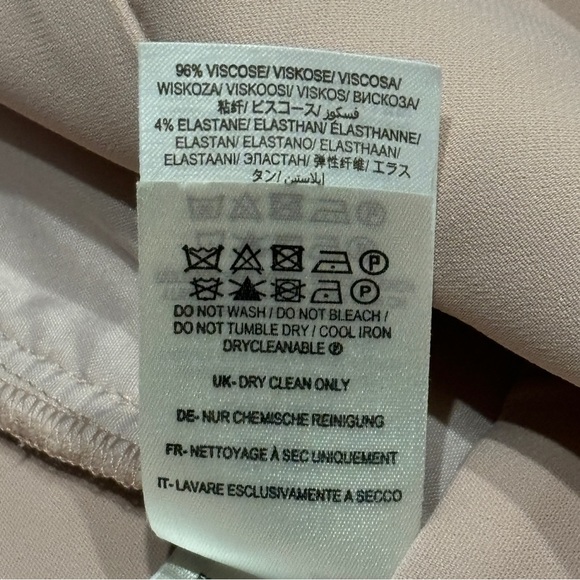 96% VISCOSE/ VISKOSE/ VISCOSA/
WISKOZA/ VISKOOSI/ VISKOS/ ВИСКОЗА/
粘纤/ ビスコース/ فسكوز/
4% ELASTANE/ ELASTHAN/ ÉLASTHANNE/
ELASTAN/ ELASTANO/ ELASTHAAN/
ELASTAANI/ ЭЛАСТАН/ 弹性纤维/ エラス
タン/ إيلاستين
P
P
DO NOT WASH / DO NOT BLEACH /
DO NOT TUMBLE DRY / COOL IRON
DRYCLEANABLE Ⓟ
UK- DRY CLEAN ONLY
DE- NUR CHEMISCHE REINIGUNG
FR- NETTOYAGE À SEC UNIQUEMENT
IT- LAVARE ESCLUSIVAMENTE A SECCO